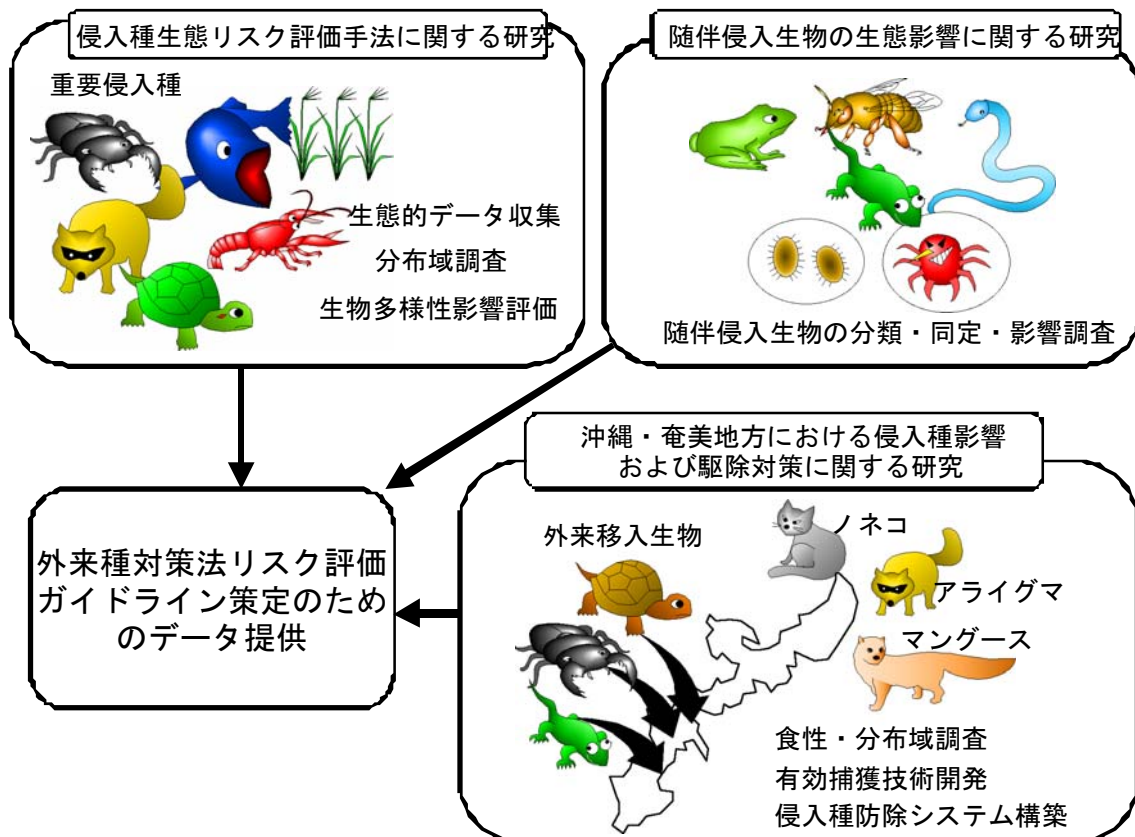 侵入種生態リスク評価手法に関する研究
重要侵入種
生態的データ収集
分布域調査
生物多様性影響評価
随伴侵入生物の生態影響に関する研究
随伴侵入生物の分類・同定・影響調査
沖縄・奄美地方における侵入種影響
および駆除対策に関する研究
外来移入生物
ノネコ
アライグマ
マングース
食性・分布域調査
有効捕獲技術開発
侵入種防除システム構築
外来種対策法リスク評価
ガイドライン策定のため
のデータ提供